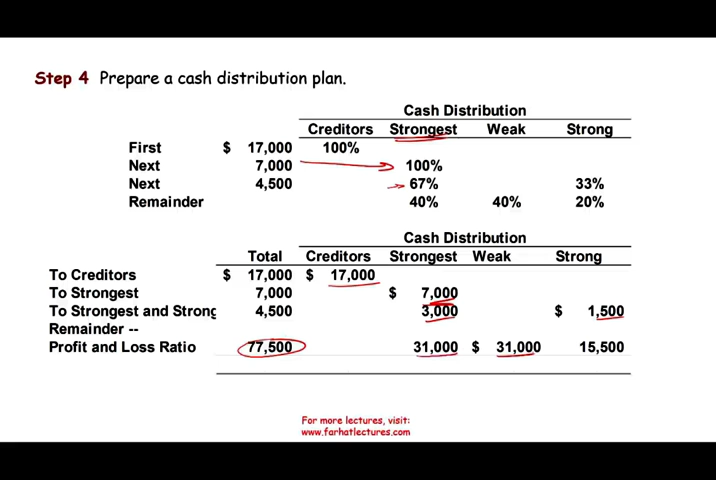 Step 4 Prepare a cash distribution plan.
Cash Distribution
Creditors Strongest Weak Strong
First $ 17,000 100%
Next 7,000 100%
Next 4,500 67% 33%
Remainder 40% 40% 20%
Cash Distribution
Total Creditors Strongest Weak Strong
To Creditors $ 17,000 $ 17,000
To Strongest 7,000 $ 7,000
To Strongest and Strong 4,500 3,000 $ 1,500
Remainder --
Profit and Loss Ratio 77,500 31,000 $ 31,000 15,500
For more lectures, visit:
www.farhatlectures.com